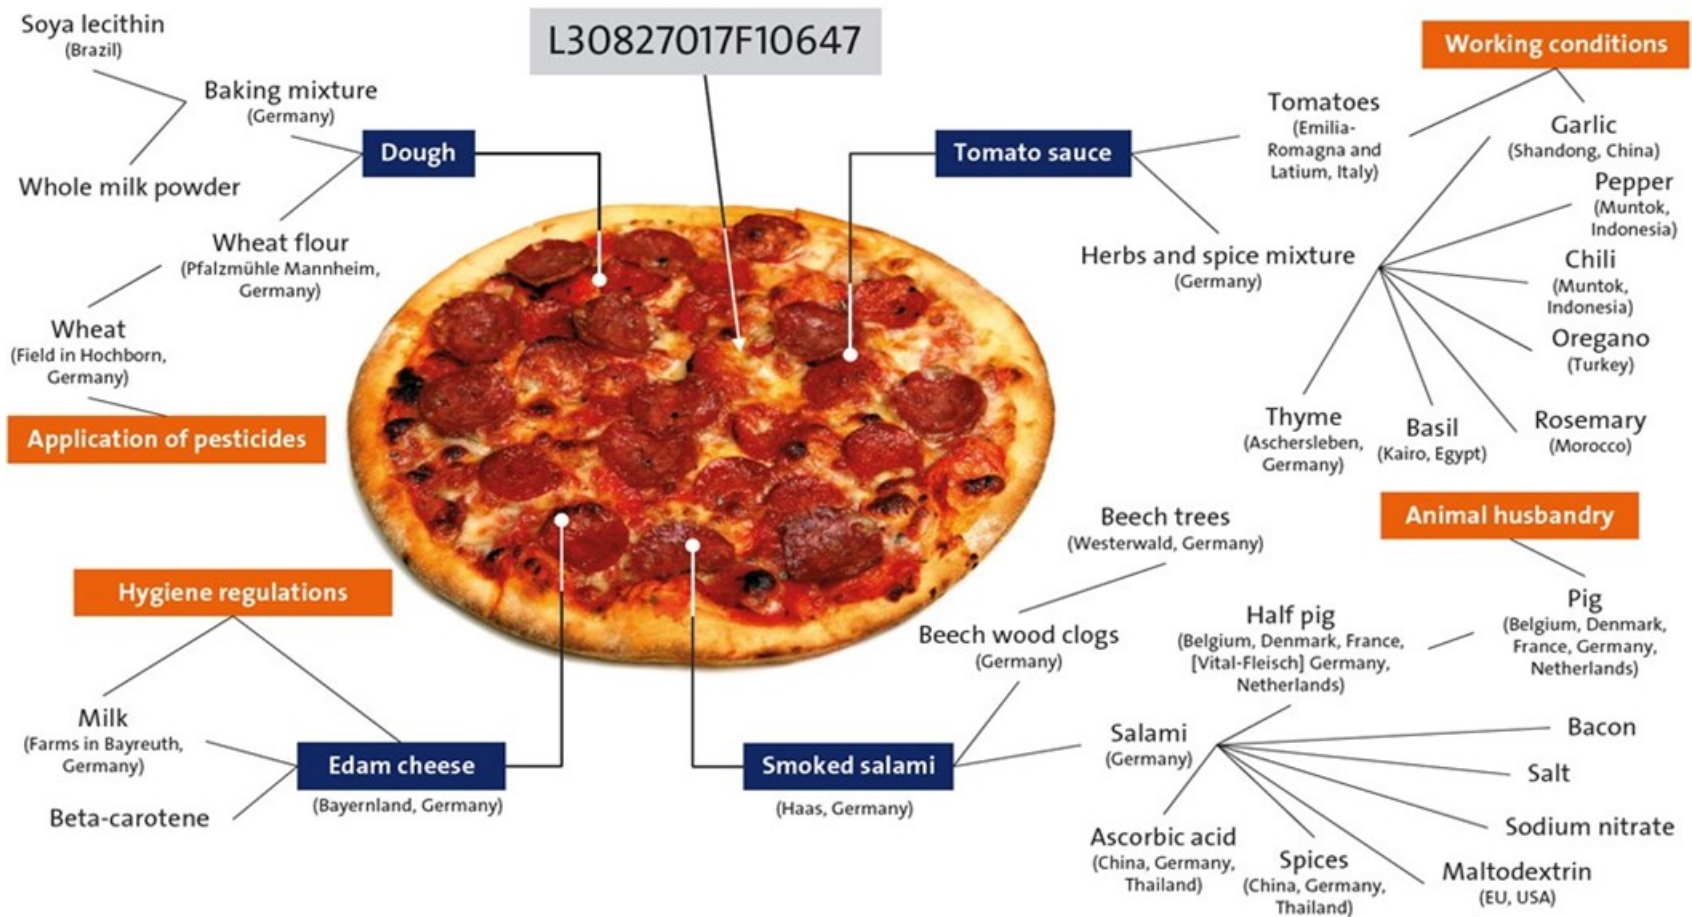 Soya lecithin
(Brazil)
L30827017F10647
Working conditions
Baking mixture
(Germany)
Dough
Whole milk powder
Wheat flour
(Pfalzmühle Mannheim,
Germany)
Wheat
(Field in Hochborn,
Germany)
Application of pesticides
Tomato sauce
Tomatoes
(Emilia-
Romagna and
Latium, Italy)
Herbs and spice mixture
(Germany)
Garlic
(Shandong, China)
Pepper
(Muntok,
Indonesia)
Chili
(Muntok,
Indonesia)
Oregano
(Turkey)
Rosemary
(Morocco)
Basil
(Kairo, Egypt)
Thyme
(Aschersleben,
Germany)
Hygiene regulations
Milk
(Farms in Bayreuth,
Germany)
Beta-carotene
Edam cheese
(Bayernland, Germany)
Smoked salami
(Haas, Germany)
Beech trees
(Westerwald, Germany)
Beech wood clogs
(Germany)
Animal husbandry
Pig
(Belgium, Denmark,
France, Germany,
Netherlands)
Half pig
(Belgium, Denmark, France,
[Vital-Fleisch] Germany,
Netherlands)
Salami
(Germany)
Bacon
Salt
Sodium nitrate
Maltodextrin
(EU, USA)
Spices
(China, Germany,
Thailand)
Ascorbic acid
(China, Germany,
Thailand)